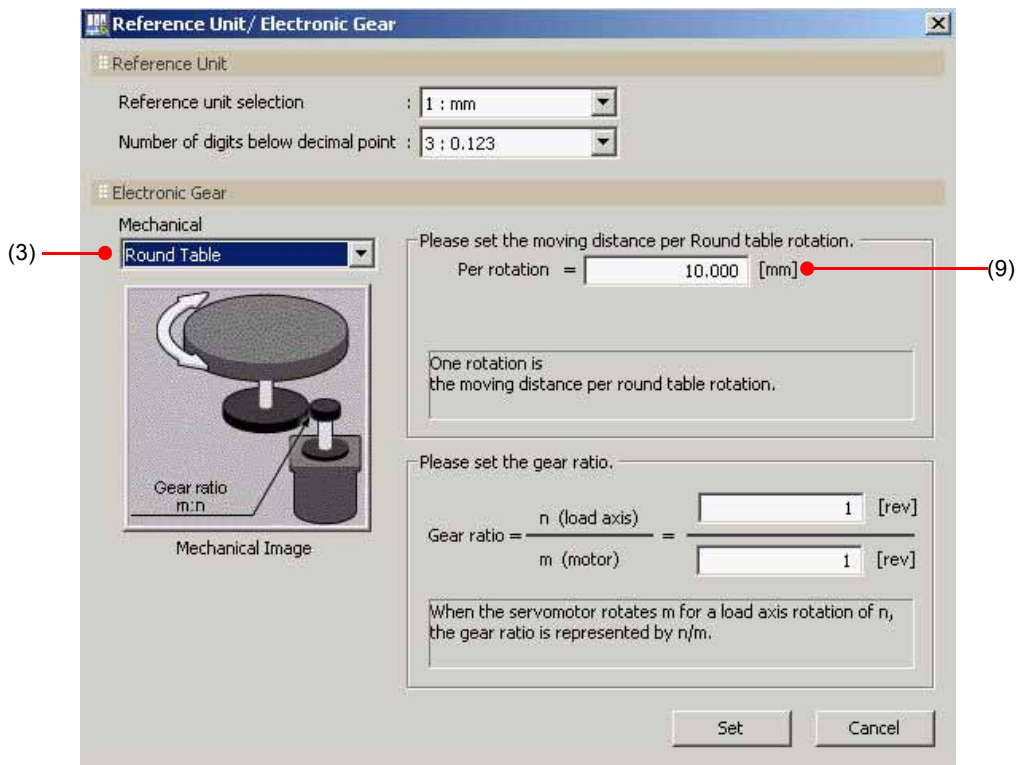 Reference Unit/ Electronic Gear
Reference Unit
Reference unit selection : 1 : mm
Number of digits below decimal point : 3 : 0.123
Electronic Gear
Mechanical
(3)
Round Table
Gear ratio
m:n
Mechanical Image
Please set the moving distance per Round table rotation.
Per rotation = 10.000 [mm]
(9)
One rotation is
the moving distance per round table rotation.
Please set the gear ratio.
Gear ratio = n (load axis) / m (motor) = 1 [rev] / 1 [rev]
When the servomotor rotates m for a load axis rotation of n,
the gear ratio is represented by n/m.
Set Cancel